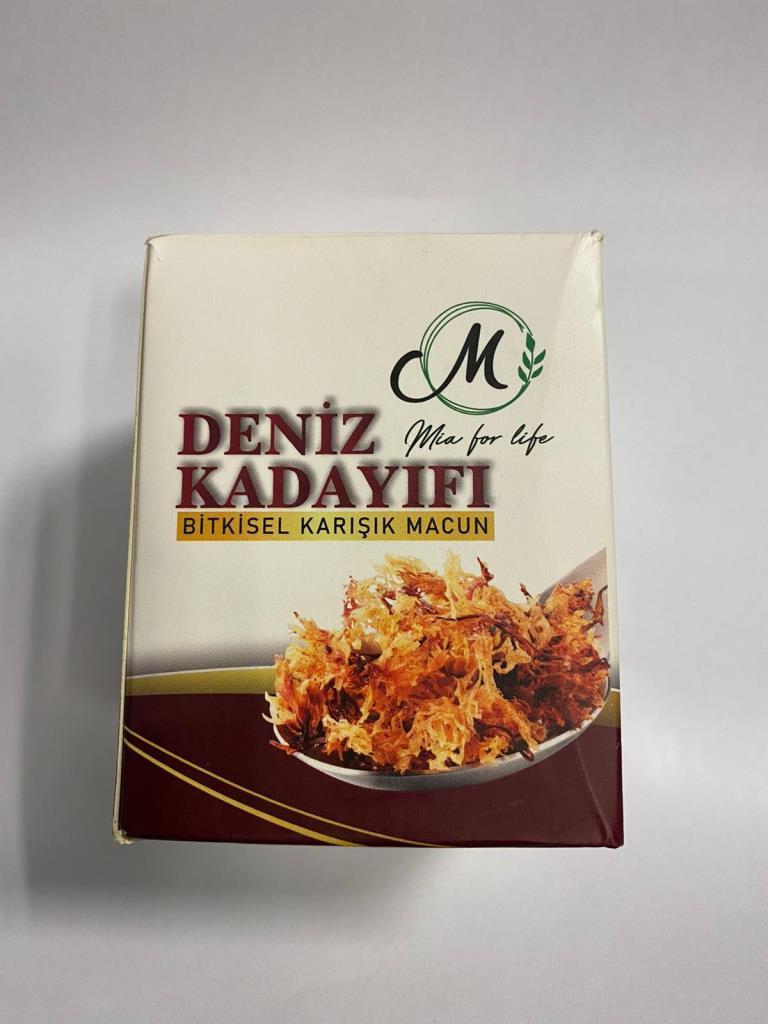 M
Mia for life
DENİZ
KADAYIFI
BİTKİSEL KARIŞIK MACUN